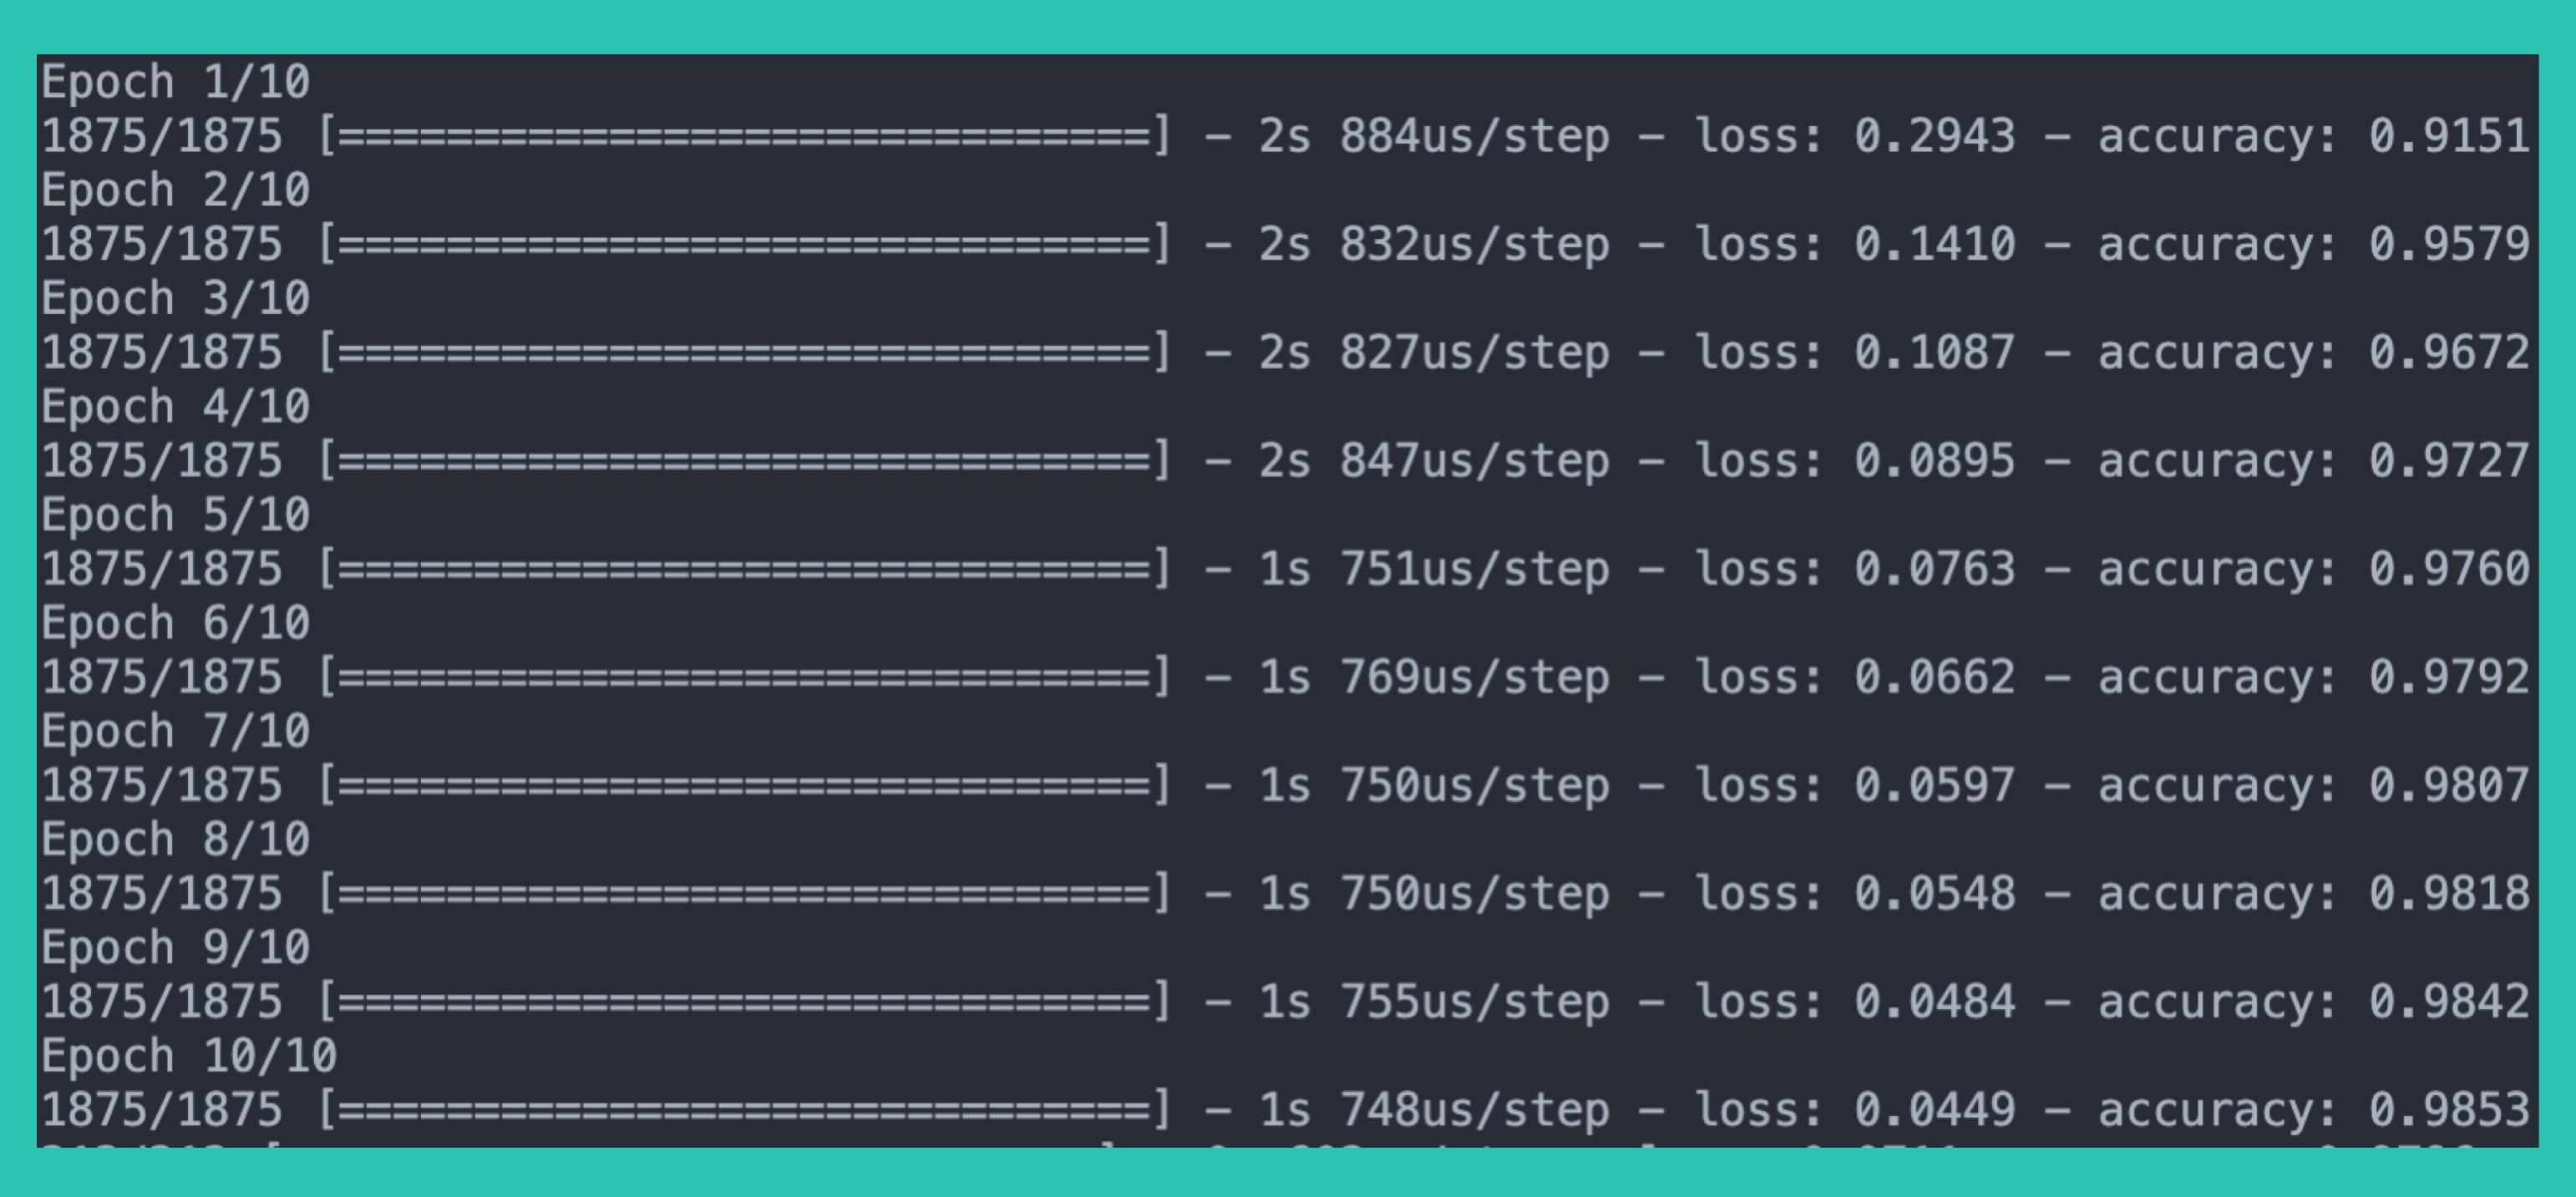 Epoch 1/10
1875/1875 [==============================] - 2s 884us/step - loss: 0.2943 - accuracy: 0.9151
Epoch 2/10
1875/1875 [==============================] - 2s 832us/step - loss: 0.1410 - accuracy: 0.9579
Epoch 3/10
1875/1875 [==============================] - 2s 827us/step - loss: 0.1087 - accuracy: 0.9672
Epoch 4/10
1875/1875 [==============================] - 2s 847us/step - loss: 0.0895 - accuracy: 0.9727
Epoch 5/10
1875/1875 [==============================] - 1s 751us/step - loss: 0.0763 - accuracy: 0.9760
Epoch 6/10
1875/1875 [==============================] - 1s 769us/step - loss: 0.0662 - accuracy: 0.9792
Epoch 7/10
1875/1875 [==============================] - 1s 750us/step - loss: 0.0597 - accuracy: 0.9807
Epoch 8/10
1875/1875 [==============================] - 1s 750us/step - loss: 0.0548 - accuracy: 0.9818
Epoch 9/10
1875/1875 [==============================] - 1s 755us/step - loss: 0.0484 - accuracy: 0.9842
Epoch 10/10
1875/1875 [==============================] - 1s 748us/step - loss: 0.0449 - accuracy: 0.9853